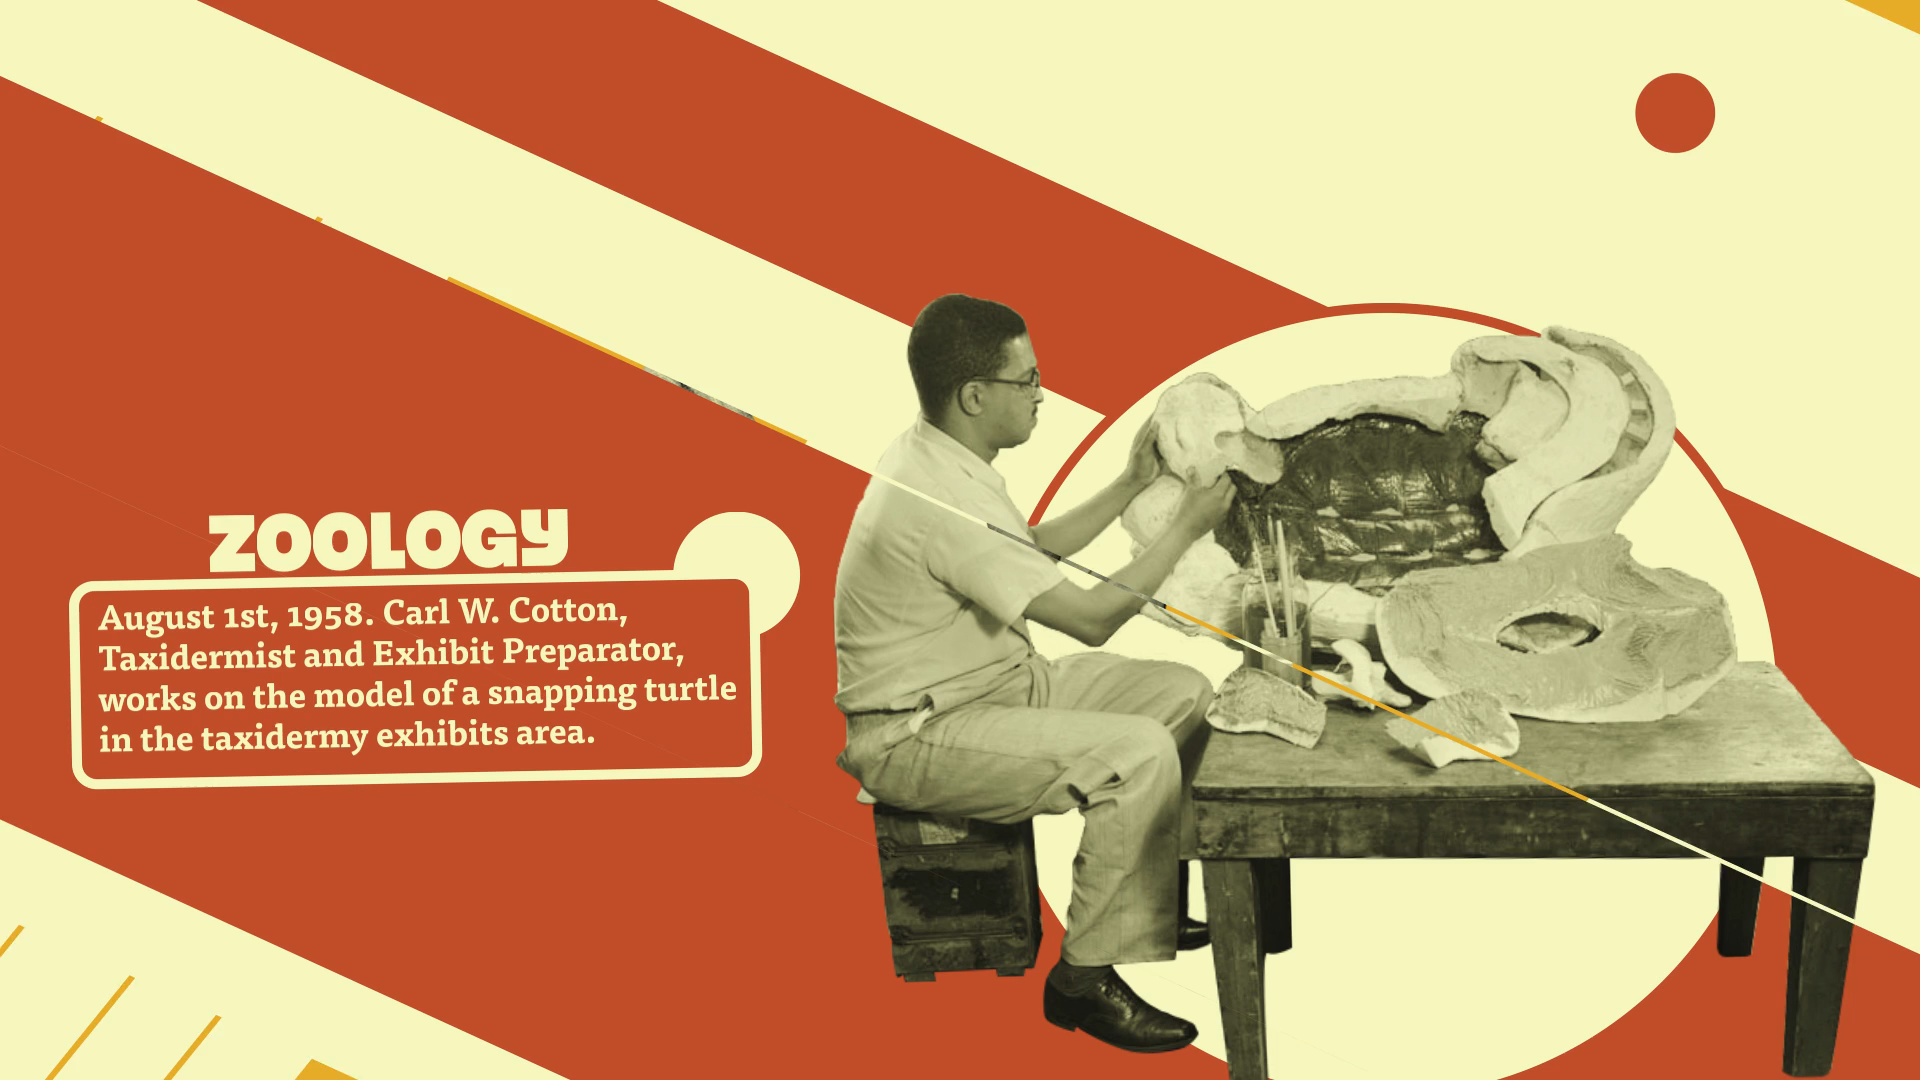 ZOOLOGY
August 1st, 1958. Carl W. Cotton,
Taxidermist and Exhibit Preparator,
works on the model of a snapping turtle
in the taxidermy exhibits area.